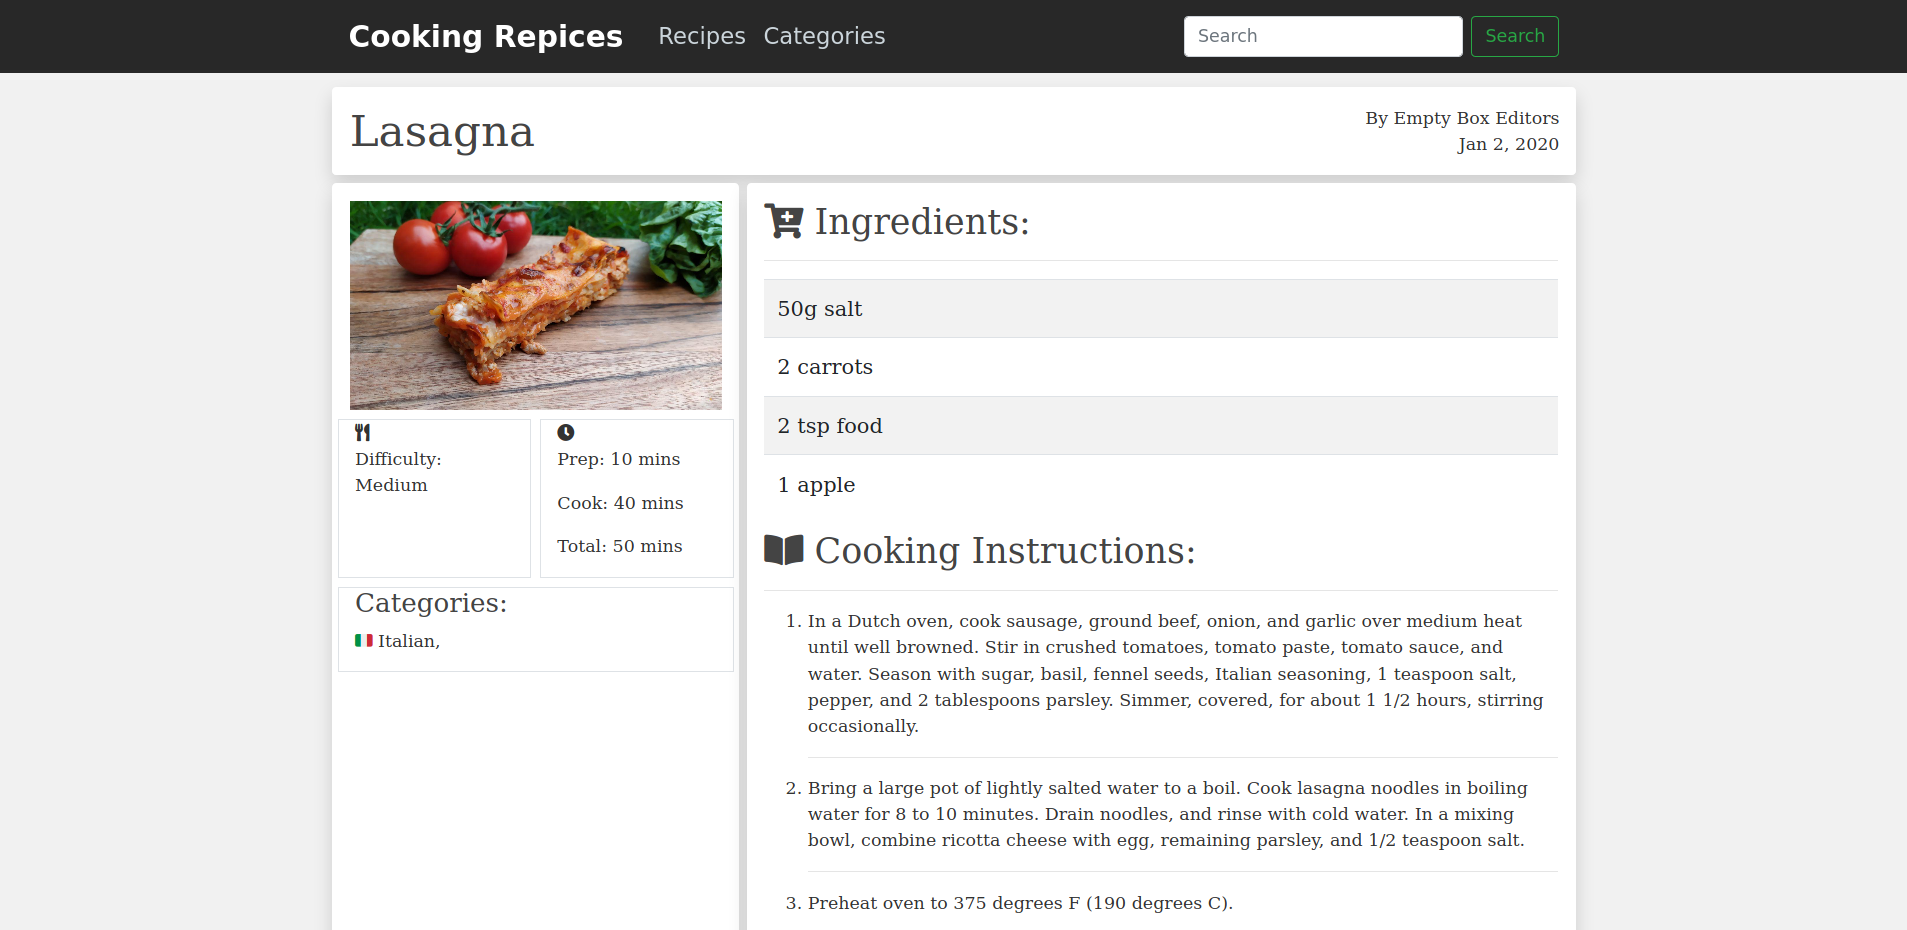 Cooking Repices Recipes Categories Search Search
Lasagna
By Empty Box Editors
Jan 2, 2020
Difficulty:
Medium
Prep: 10 mins
Cook: 40 mins
Total: 50 mins
Categories:
Italian,
Ingredients:
50g salt
2 carrots
2 tsp food
1 apple
Cooking Instructions:
1. In a Dutch oven, cook sausage, ground beef, onion, and garlic over medium heat
until well browned. Stir in crushed tomatoes, tomato paste, tomato sauce, and
water. Season with sugar, basil, fennel seeds, Italian seasoning, 1 teaspoon salt,
pepper, and 2 tablespoons parsley. Simmer, covered, for about 1 1/2 hours, stirring
occasionally.
2. Bring a large pot of lightly salted water to a boil. Cook lasagna noodles in boiling
water for 8 to 10 minutes. Drain noodles, and rinse with cold water. In a mixing
bowl, combine ricotta cheese with egg, remaining parsley, and 1/2 teaspoon salt.
3. Preheat oven to 375 degrees F (190 degrees C).